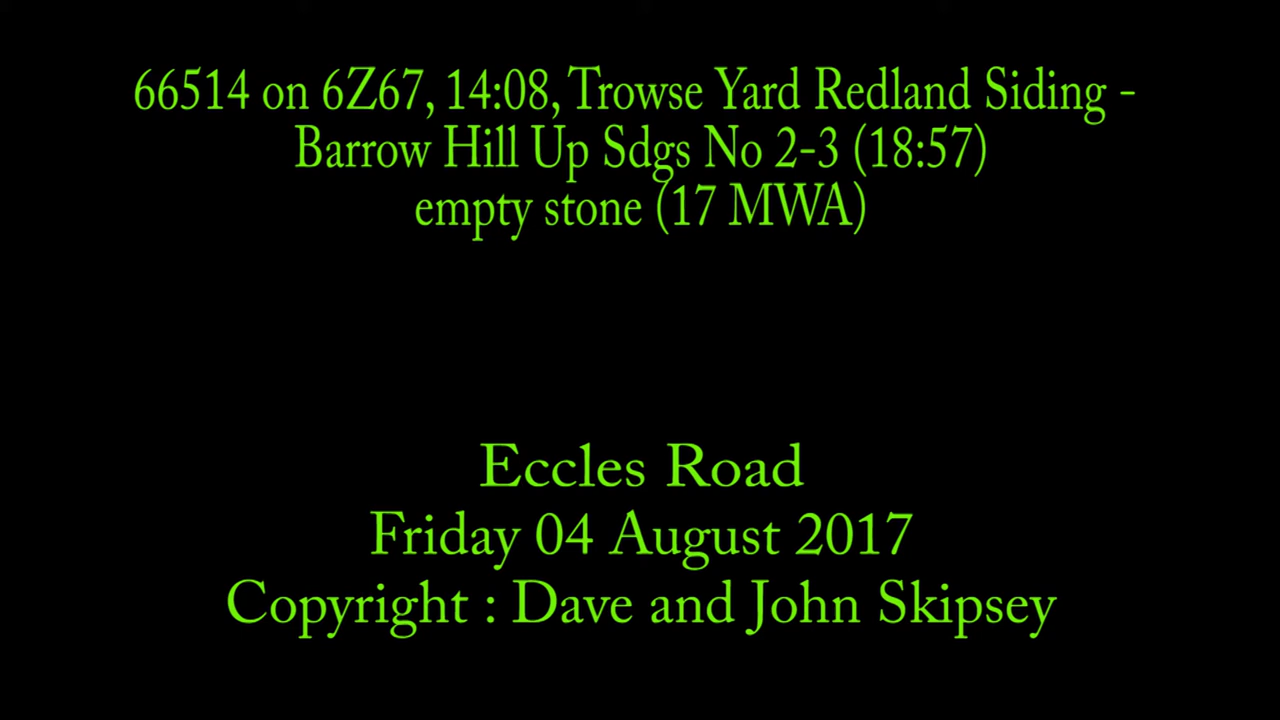 66514 on 6Z67, 14:08, Trowse Yard Redland Siding -
Barrow Hill Up Sdgs No 2-3 (18:57)
empty stone (17 MWA)
Eccles Road
Friday 04 August 2017
Copyright : Dave and John Skipsey